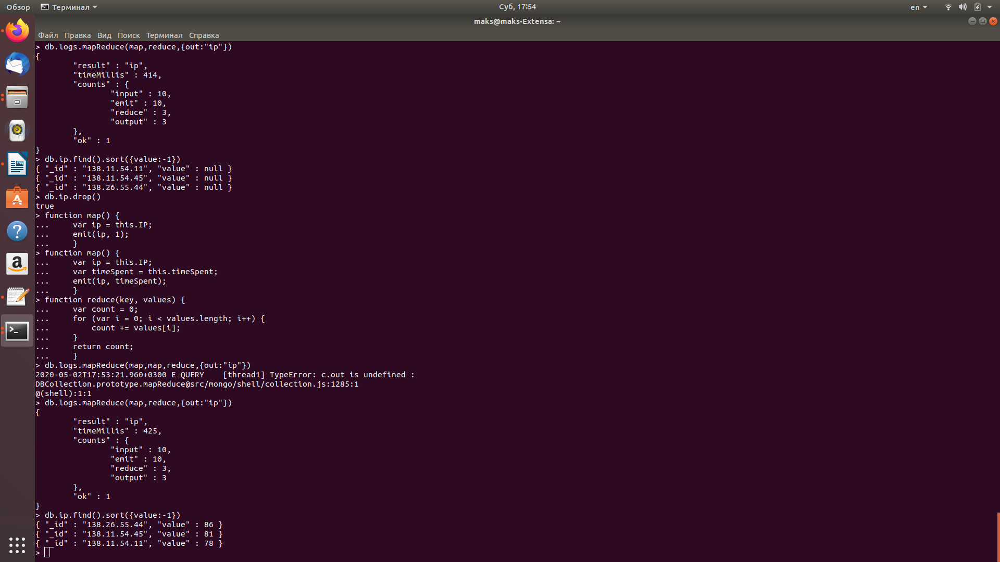 Обзор
Терминал
Суб, 17:54
en
maks@maks-Extensa: ~
Файл Правка Вид Поиск Терминал Справка
> db.logs.mapReduce(map,reduce,{out:"ip"})
{
        "result" : "ip",
        "timeMillis" : 414,
        "counts" : {
                "input" : 10,
                "emit" : 10,
                "reduce" : 3,
                "output" : 3
        },
        "ok" : 1
}
> db.ip.find().sort({value:-1})
{ "_id" : "138.11.54.11", "value" : null }
{ "_id" : "138.11.54.45", "value" : null }
{ "_id" : "138.26.55.44", "value" : null }
> db.ip.drop()
true
> function map() {
...     var ip = this.IP;
...     emit(ip, 1);
...     }
> function map() {
...     var ip = this.IP;
...     var timeSpent = this.timeSpent;
...     emit(ip, timeSpent);
...     }
> function reduce(key, values) {
...     var count = 0;
...     for (var i = 0; i < values.length; i++) {
...         count += values[i];
...     }
...     return count;
...     }
> db.logs.mapReduce(map,map,reduce,{out:"ip"})
2020-05-02T17:53:21.960+0300 E QUERY    [thread1] TypeError: c.out is undefined :
DBCollection.prototype.mapReduce@src/mongo/shell/collection.js:1285:1
@(shell):1:1
> db.logs.mapReduce(map,reduce,{out:"ip"})
{
        "result" : "ip",
        "timeMillis" : 425,
        "counts" : {
                "input" : 10,
                "emit" : 10,
                "reduce" : 3,
                "output" : 3
        },
        "ok" : 1
}
> db.ip.find().sort({value:-1})
{ "_id" : "138.26.55.44", "value" : 86 }
{ "_id" : "138.11.54.45", "value" : 81 }
{ "_id" : "138.11.54.11", "value" : 78 }
>